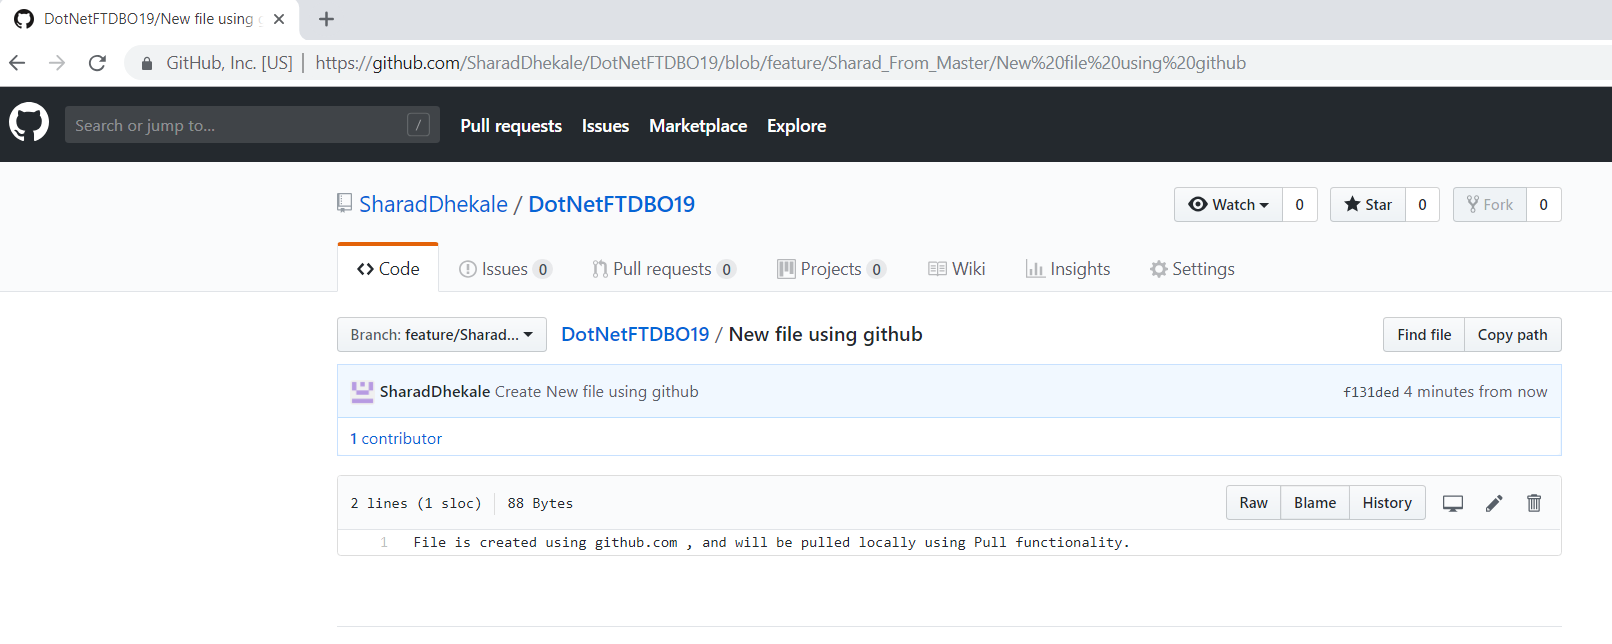 DotNetFTDBO19/New file using
GitHub, Inc. [US] | https://github.com/SharadDhekale/DotNetFTDBO19/blob/feature/Sharad_From_Master/New%20file%20using%20github
Search or jump to... / Pull requests Issues Marketplace Explore
SharadDhekale / DotNetFTDBO19 Watch 0 Star 0 Fork 0
Code Issues 0 Pull requests 0 Projects 0 Wiki Insights Settings
Branch: feature/Sharad... DotNetFTDBO19 / New file using github Find file Copy path
SharadDhekale Create New file using github f131ded 4 minutes from now
1 contributor
2 lines (1 sloc) 88 Bytes Raw Blame History
1 File is created using github.com , and will be pulled locally using Pull functionality.